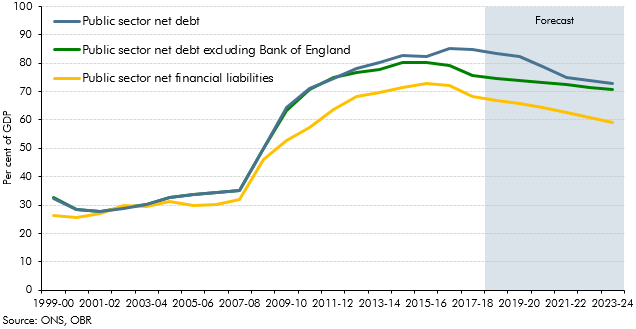 Public sector net debt
Public sector net debt excluding Bank of England
Public sector net financial liabilities
Forecast
Per cent of GDP
100
90
80
70
60
50
40
30
20
10
0
1999-00 2001-02 2003-04 2005-06 2007-08 2009-10 2011-12 2013-14 2015-16 2017-18 2019-20 2021-22 2023-24
Source: ONS, OBR